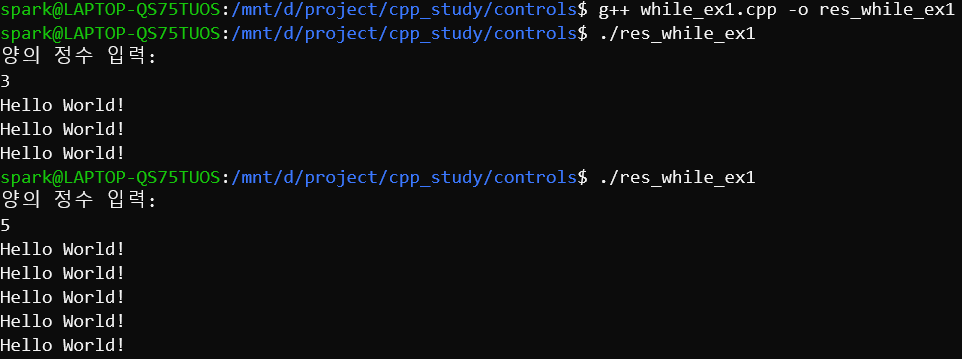 spark@LAPTOP-QS75TUOS:/mnt/d/project/cpp_study/controls$ g++ while_ex1.cpp -o res_while_ex1
spark@LAPTOP-QS75TUOS:/mnt/d/project/cpp_study/controls$ ./res_while_ex1
양의 정수 입력:
3
Hello World!
Hello World!
Hello World!
spark@LAPTOP-QS75TUOS:/mnt/d/project/cpp_study/controls$ ./res_while_ex1
양의 정수 입력:
5
Hello World!
Hello World!
Hello World!
Hello World!
Hello World!